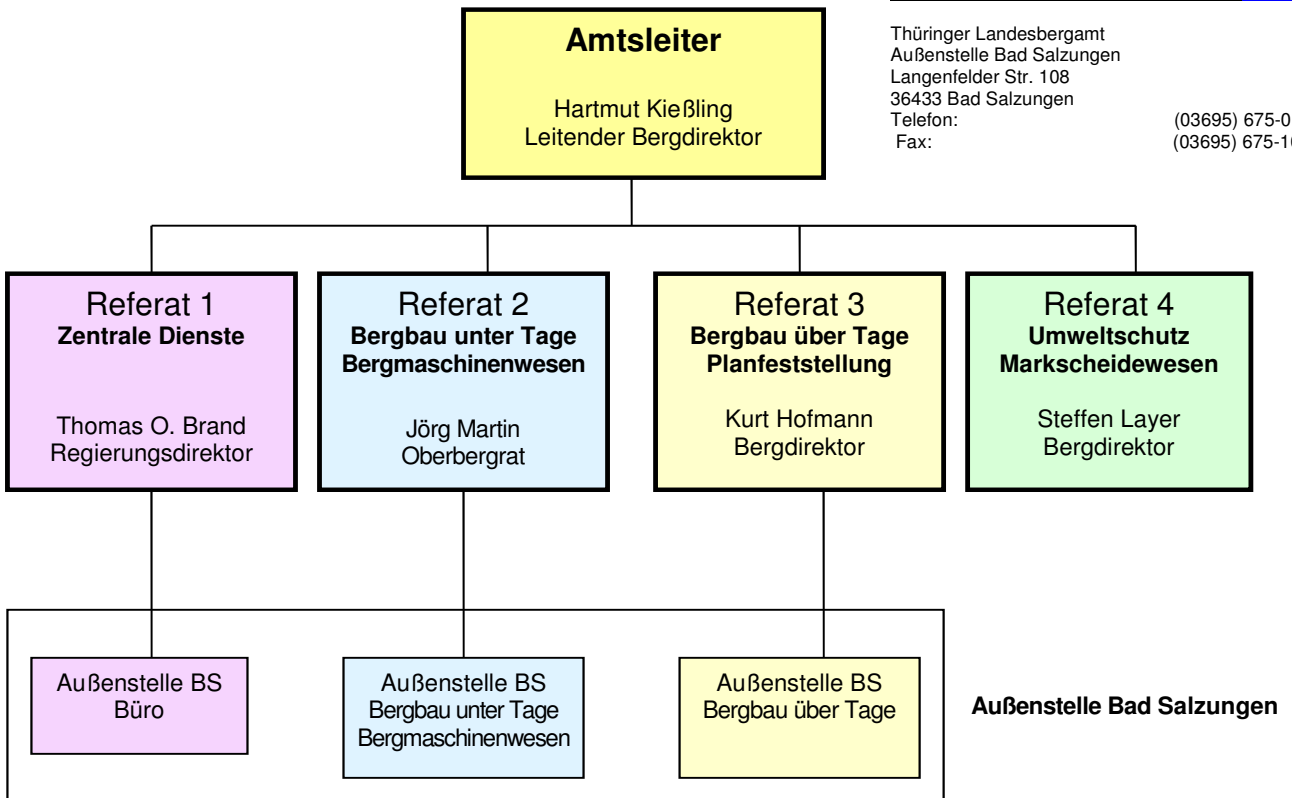 Amtsleiter
Hartmut Kießling
Leitender Bergdirektor
Thüringer Landesbergamt
Außenstelle Bad Salzungen
Langenfelder Str. 108
36433 Bad Salzungen
Telefon: (03695) 675-0
Fax: (03695) 675-10
Referat 1
Zentrale Dienste
Thomas O. Brand
Regierungsdirektor
Referat 2
Bergbau unter Tage
Bergmaschinenwesen
Jörg Martin
Oberbergrat
Referat 3
Bergbau über Tage
Planfeststellung
Kurt Hofmann
Bergdirektor
Referat 4
Umweltschutz
Markscheidewesen
Steffen Layer
Bergdirektor
Außenstelle BS
Büro
Außenstelle BS
Bergbau unter Tage
Bergmaschinenwesen
Außenstelle BS
Bergbau über Tage
Außenstelle Bad Salzungen